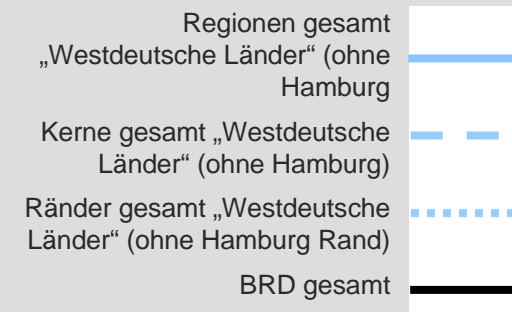 Regionen gesamt
„Westdeutsche Länder“ (ohne
Hamburg
Kerne gesamt „Westdeutsche
Länder“ (ohne Hamburg)
Ränder gesamt „Westdeutsche
Länder“ (ohne Hamburg Rand)
BRD gesamt